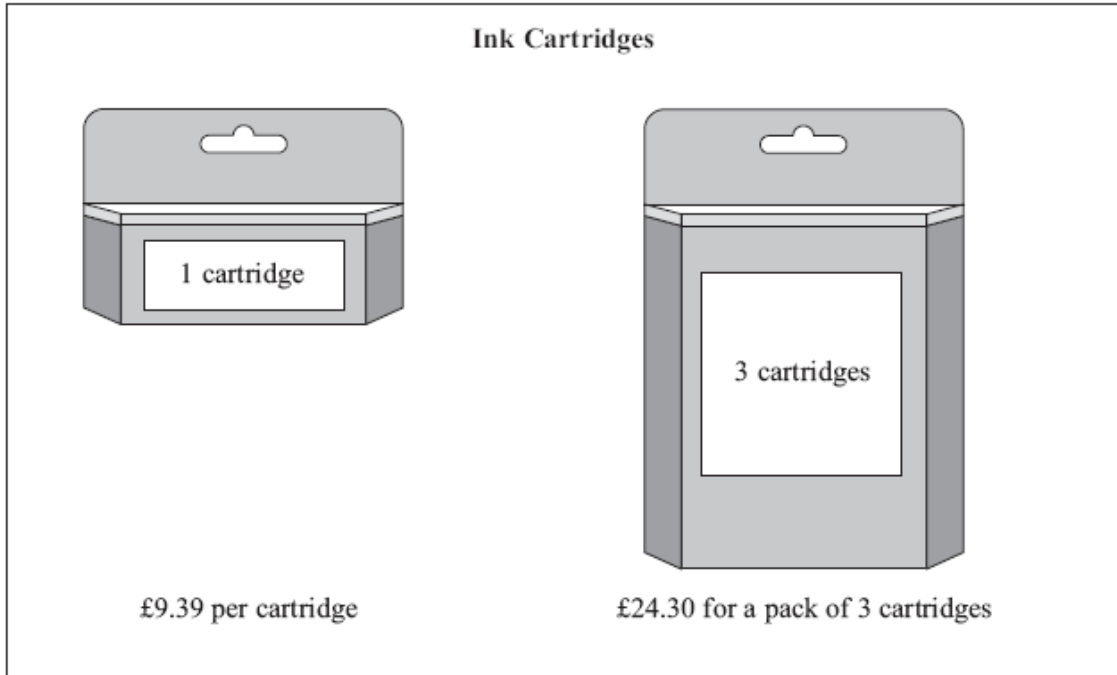 Ink Cartridges
1 cartridge
3 cartridges
£9.39 per cartridge
£24.30 for a pack of 3 cartridges